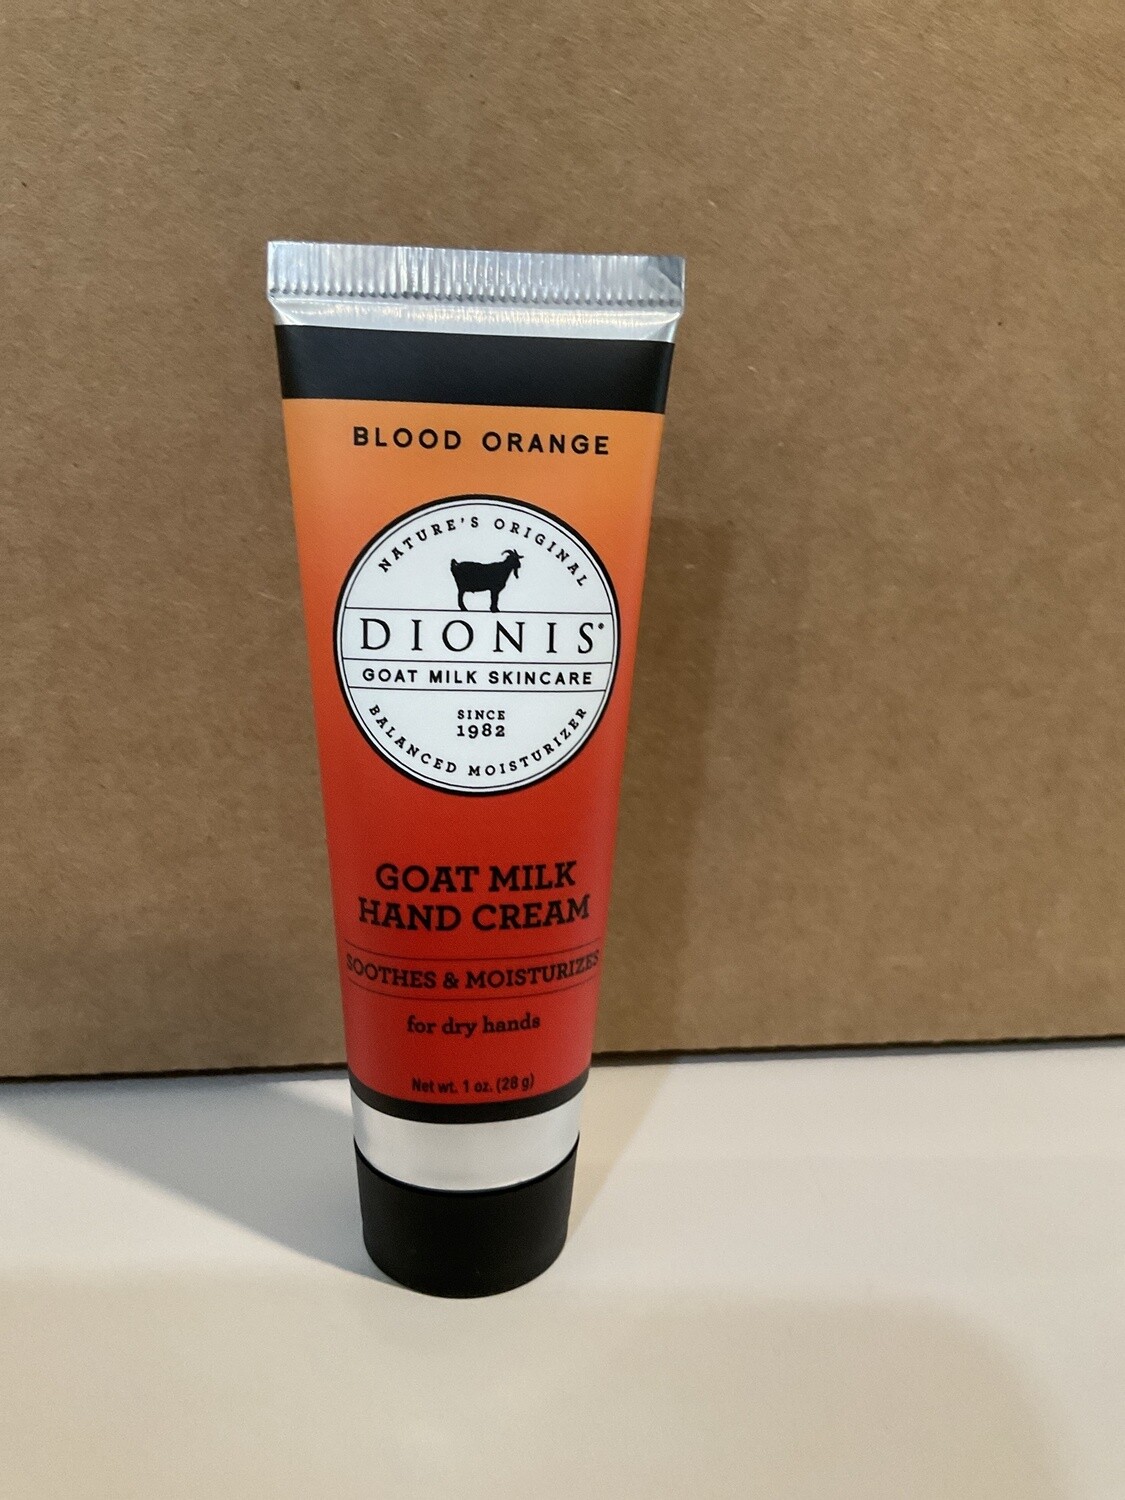 BLOOD ORANGE
NATURE'S ORIGINAL
DIONIS®
GOAT MILK SKINCARE
SINCE
1982
BALANCED MOISTURIZER
GOAT MILK
HAND CREAM
SOOTHES & MOISTURIZES
for dry hands
Net wt. 1 oz. (28 g)